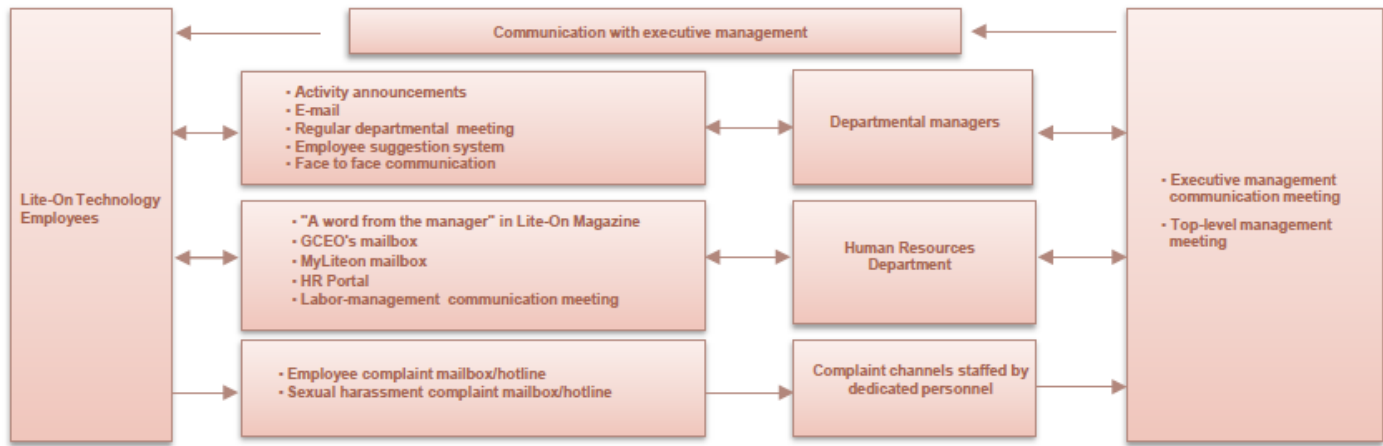 Communication with executive management
Lite-On Technology
Employees
• Activity announcements
• E-mail
• Regular departmental meeting
• Employee suggestion system
• Face to face communication
Departmental managers
• "A word from the manager" in Lite-On Magazine
• GCEO's mailbox
• MyLiteon mailbox
• HR Portal
• Labor-management communication meeting
Human Resources
Department
• Employee complaint mailbox/hotline
• Sexual harassment complaint mailbox/hotline
Complaint channels staffed by
dedicated personnel
• Executive management
communication meeting
• Top-level management
meeting